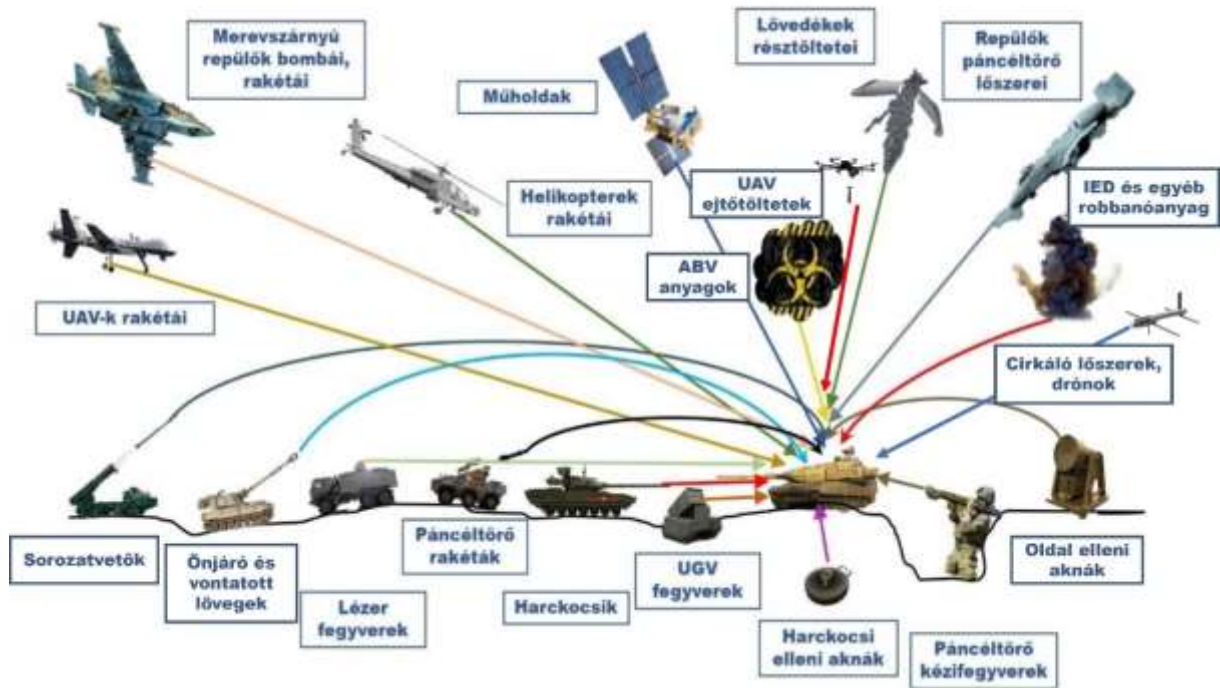 Merevszárnyú
repülők bombái,
rakétái
Lövedékek
résztöltetei
Repülők
páncéltörő
lőszerei
Műholdak
Helikopterek
rakétái
UAV
ejtőtöltetek
IED és egyéb
robbanóanyag
ABV
anyagok
UAV-k rakétái
Cirkáló lőszerek,
drónok
Sorozatvetők
Önjáró és
vontatott
lövegek
Lézer
fegyverek
Páncéltörő
rakéták
Harckocsik
UGV
fegyverek
Harckocsi
elleni aknák
Páncéltörő
kézifegyverek
Oldal elleni
aknák